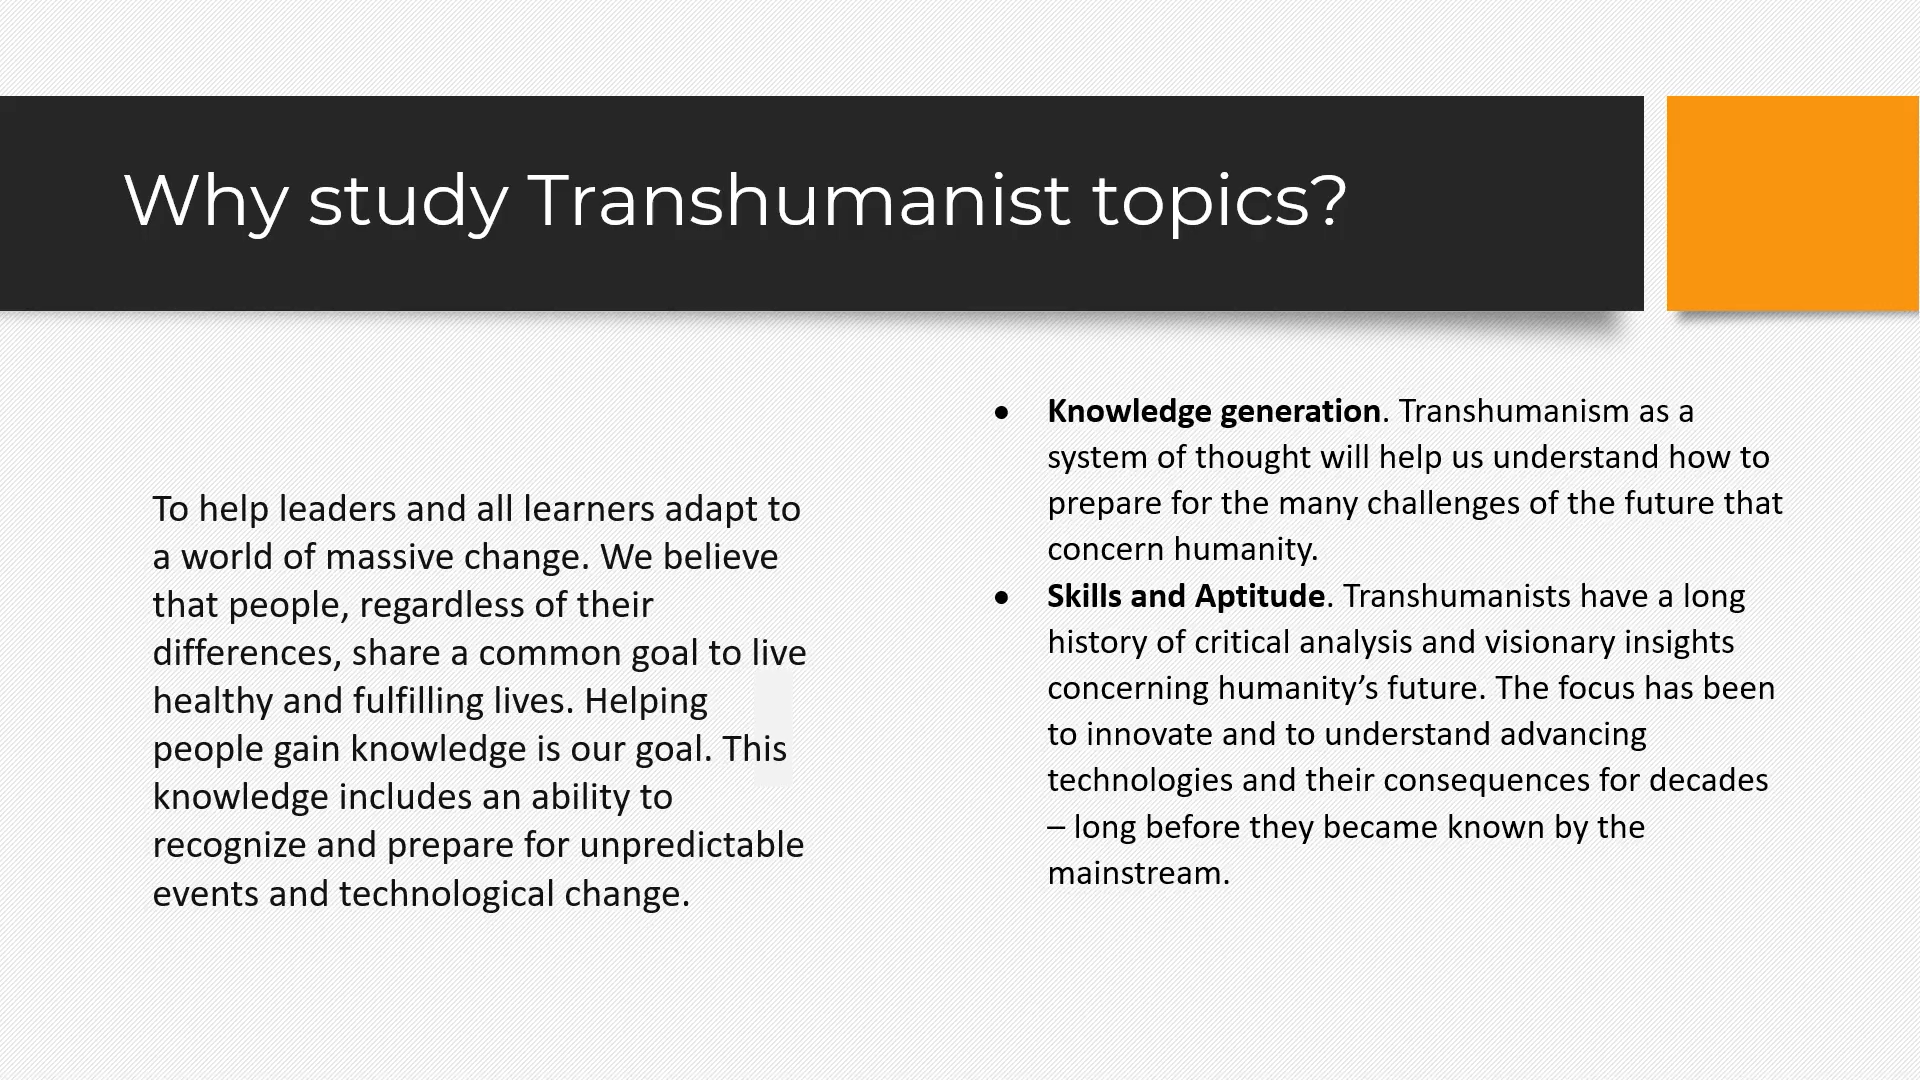 Why study Transhumanist topics?
To help leaders and all learners adapt to
a world of massive change. We believe
that people, regardless of their
differences, share a common goal to live
healthy and fulfilling lives. Helping
people gain knowledge is our goal. This
knowledge includes an ability to
recognize and prepare for unpredictable
events and technological change.
● Knowledge generation. Transhumanism as a
system of thought will help us understand how to
prepare for the many challenges of the future that
concern humanity.
● Skills and Aptitude. Transhumanists have a long
history of critical analysis and visionary insights
concerning humanity’s future. The focus has been
to innovate and to understand advancing
technologies and their consequences for decades
– long before they became known by the
mainstream.